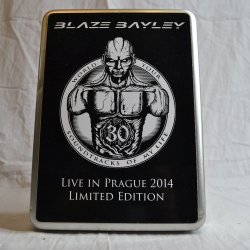 BLAZE BAYLEY
WORLD TOUR
30
SOUNDTRACKS OF MY LIFE
LIVE IN PRAGUE 2014
LIMITED EDITION